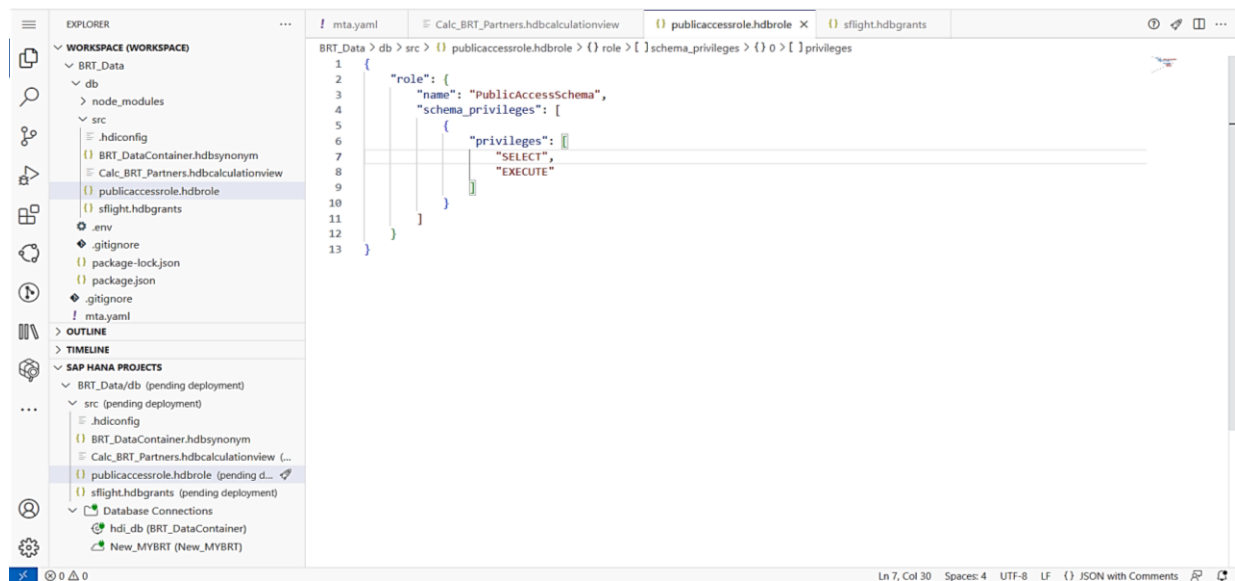 EXPLORER
...
WORKSPACE (WORKSPACE)
BRT_Data
db
node_modules
src
.hdiconfig
{} BRT_DataContainer.hdbsynonym
Calc_BRT_Partners.hdbcalculationview
{} publicaccessrole.hdbrole
{} sflight.hdbgrants
.env
.gitignore
{} package-lock.json
{} package.json
.gitignore
! mta.yaml
OUTLINE
TIMELINE
SAP HANA PROJECTS
BRT_Data/db (pending deployment)
src (pending deployment)
.hdiconfig
{} BRT_DataContainer.hdbsynonym
Calc_BRT_Partners.hdbcalculationview (...
{} publicaccessrole.hdbrole (pending d...
{} sflight.hdbgrants (pending deployment)
Database Connections
hdi_db (BRT_DataContainer)
New_MYBRT (New_MYBRT)
! mta.yaml
Calc_BRT_Partners.hdbcalculationview
{} publicaccessrole.hdbrole ×
{} sflight.hdbgrants
BRT_Data > db > src > {} publicaccessrole.hdbrole > {} role > [ ] schema_privileges > {} 0 > [ ] privileges
1 {
2 "role": {
3 "name": "PublicAccessSchema",
4 "schema_privileges": [
5 {
6 "privileges": [
7 "SELECT",
8 "EXECUTE"
9 ]
10 }
11 ]
12 }
13 }
0 0
Ln 7, Col 30 Spaces: 4 UTF-8 LF {} JSON with Comments